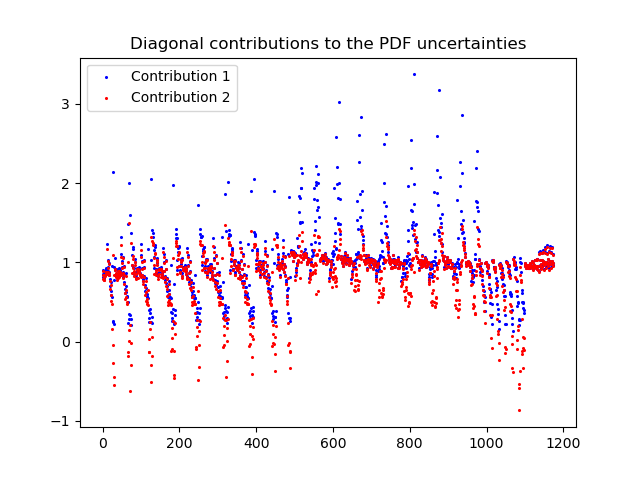 Diagonal contributions to the PDF uncertainties
Contribution 1
Contribution 2
3
2
1
0
−1
0 200 400 600 800 1000 1200